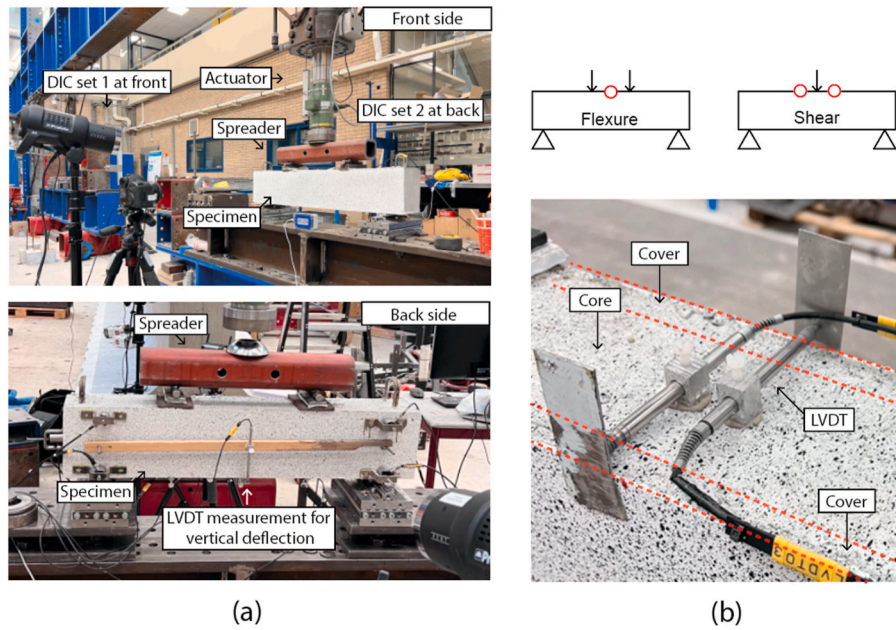 Front side
DIC set 1 at front
Actuator
DIC set 2 at back
Spreader
Specimen
Back side
Spreader
Specimen
LVDT measurement for
vertical deflection
(a)
Flexure
Shear
Cover
Core
LVDT
Cover
LVDT03
(b)